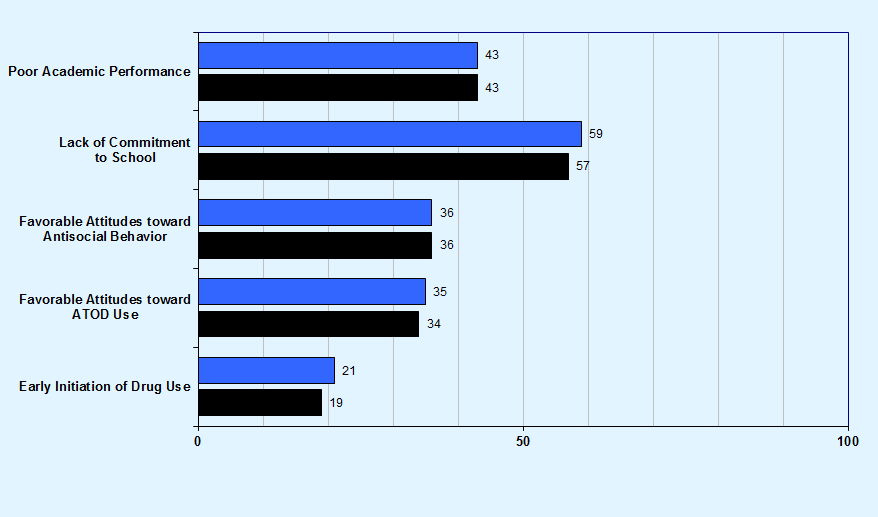 43
Poor Academic Performance
43
59
Lack of Commitment
to School
57
36
Favorable Attitudes toward
Antisocial Behavior
36
35
Favorable Attitudes toward
ATOD Use
34
21
Early Initiation of Drug Use
19
0 50 100